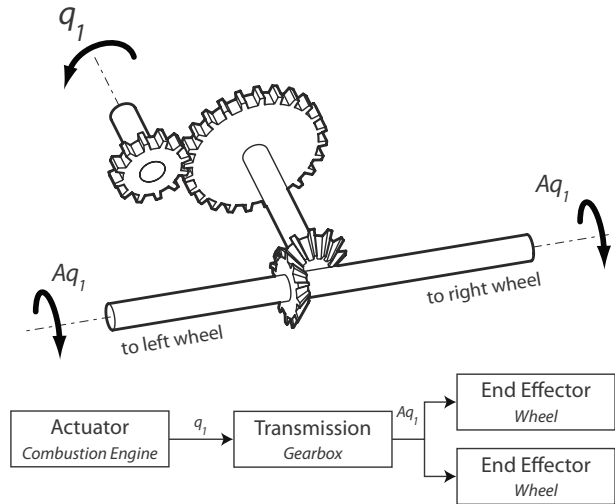 q1
Aq1
Aq1
to right wheel
to left wheel
Actuator
Combustion Engine
q1
Transmission
Gearbox
Aq1
End Effector
Wheel
End Effector
Wheel